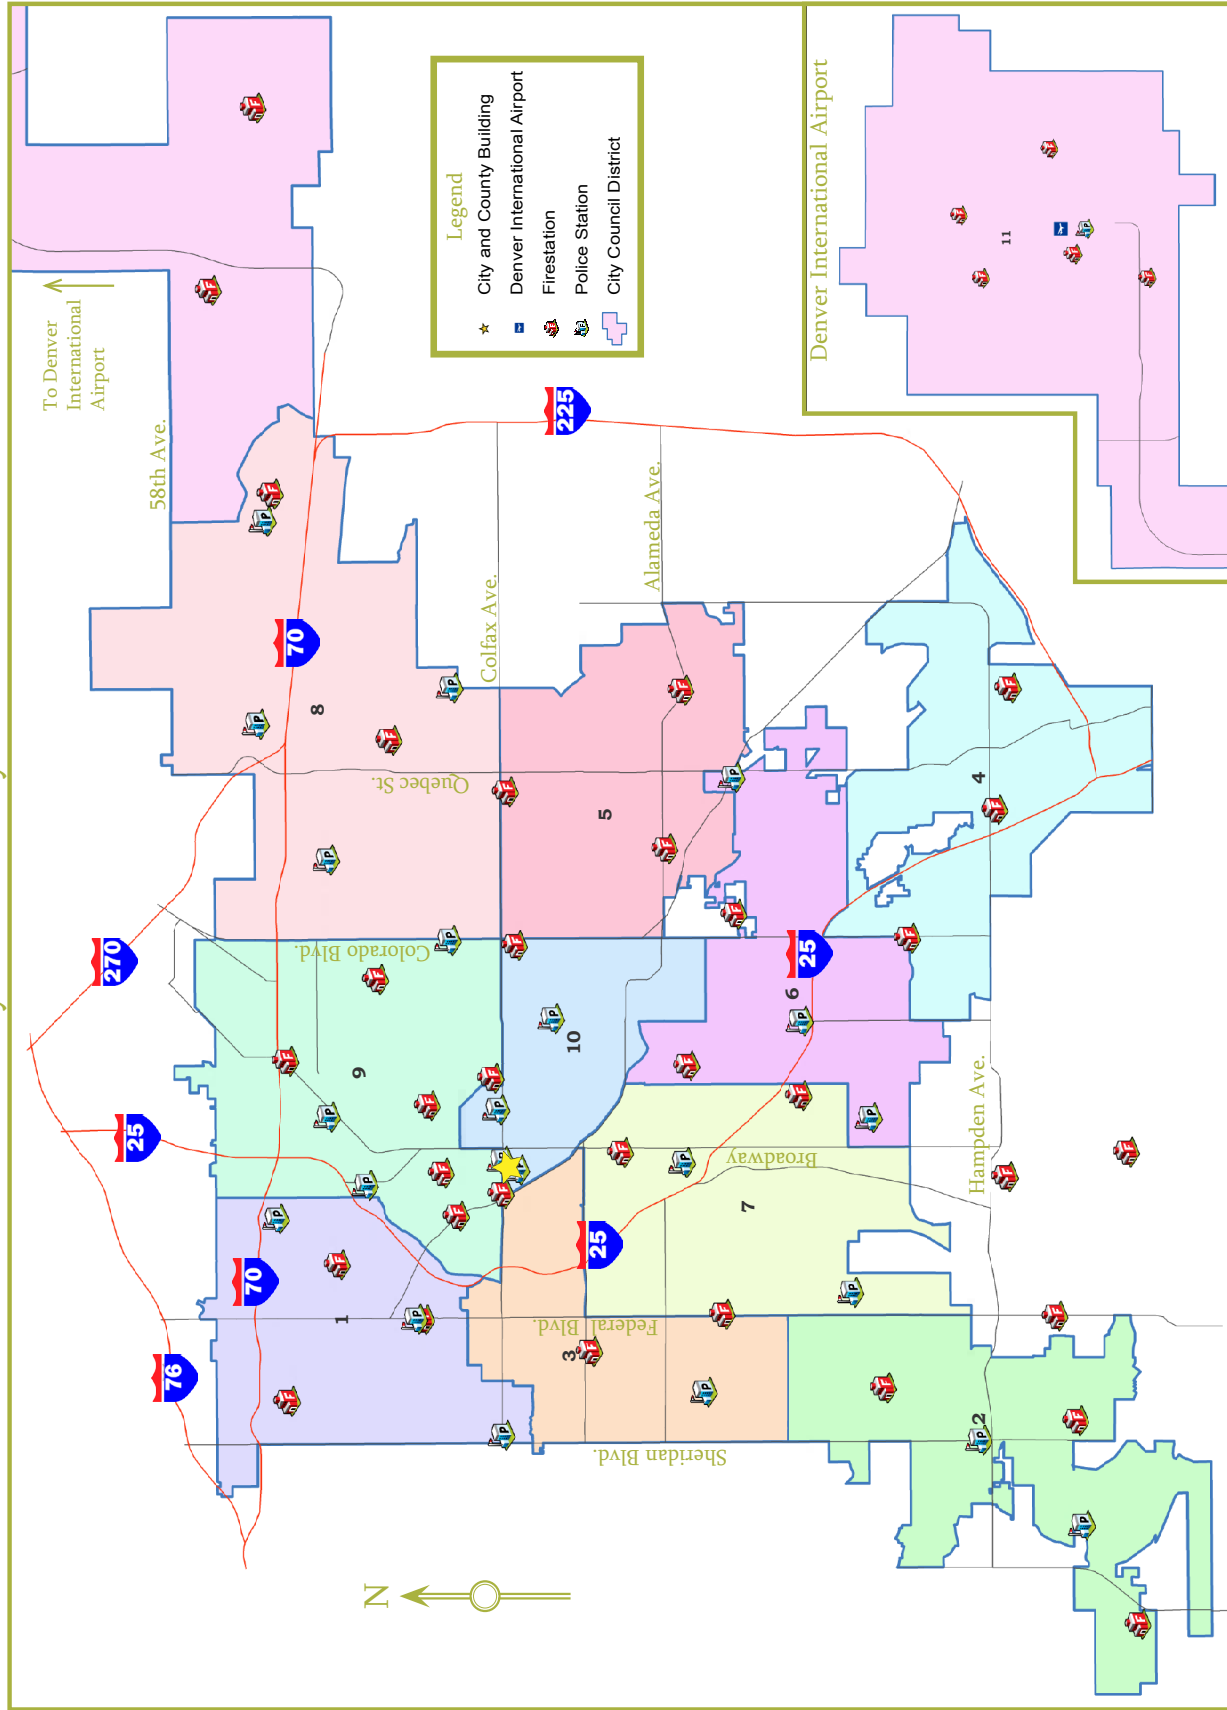 To Denver
International
Airport
58th Ave.
Legend
City and County Building
Denver International Airport
Firestation
Police Station
City Council District
Denver International Airport
11
225
270
25
76
70
70
25
25
Colfax Ave.
Alameda Ave.
Hampden Ave.
Quebec St.
Colorado Blvd.
Broadway
Federal Blvd.
Sheridan Blvd.
8
9
1
5
10
3
6
7
4
2
N